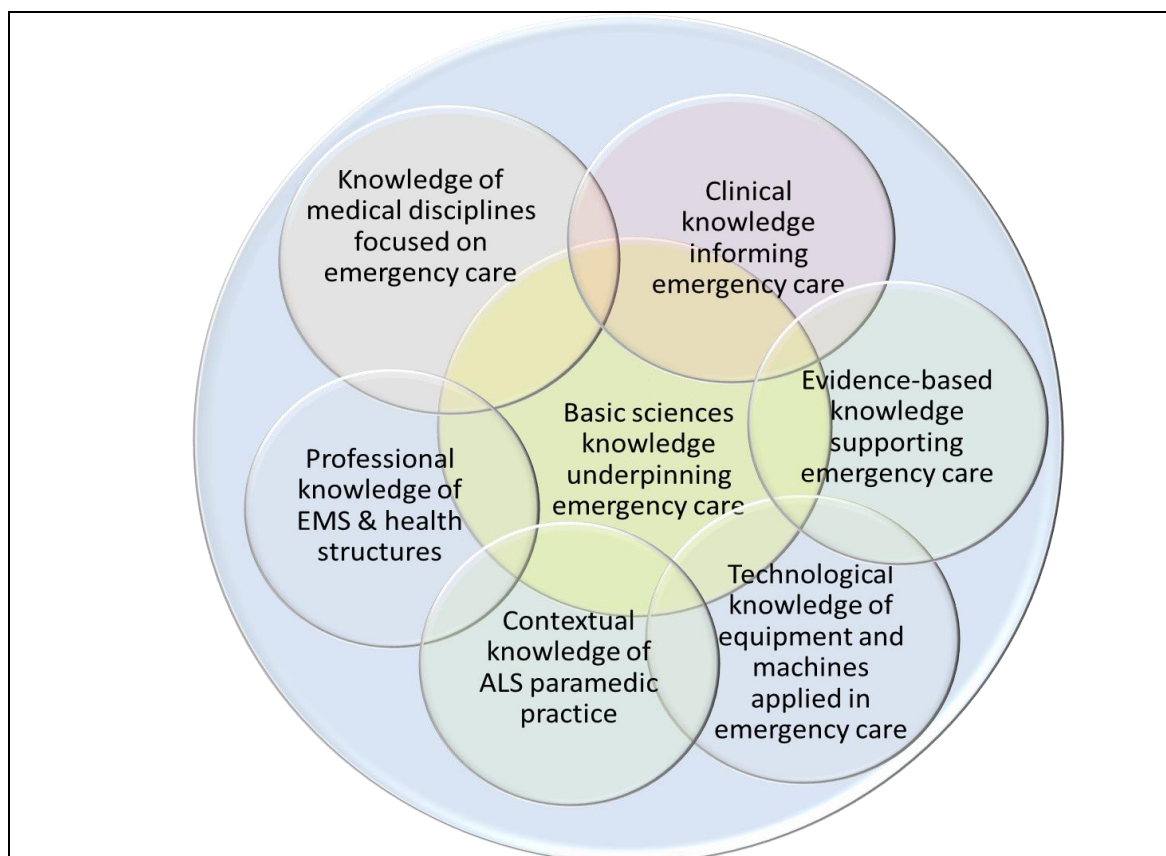 Knowledge of
medical disciplines
focused on
emergency care
Clinical
knowledge
informing
emergency care
Evidence-based
knowledge
supporting
emergency care
Basic sciences
knowledge
underpinning
emergency care
Professional
knowledge of
EMS & health
structures
Technological
knowledge of
equipment and
machines
applied in
emergency care
Contextual
knowledge of
ALS paramedic
practice